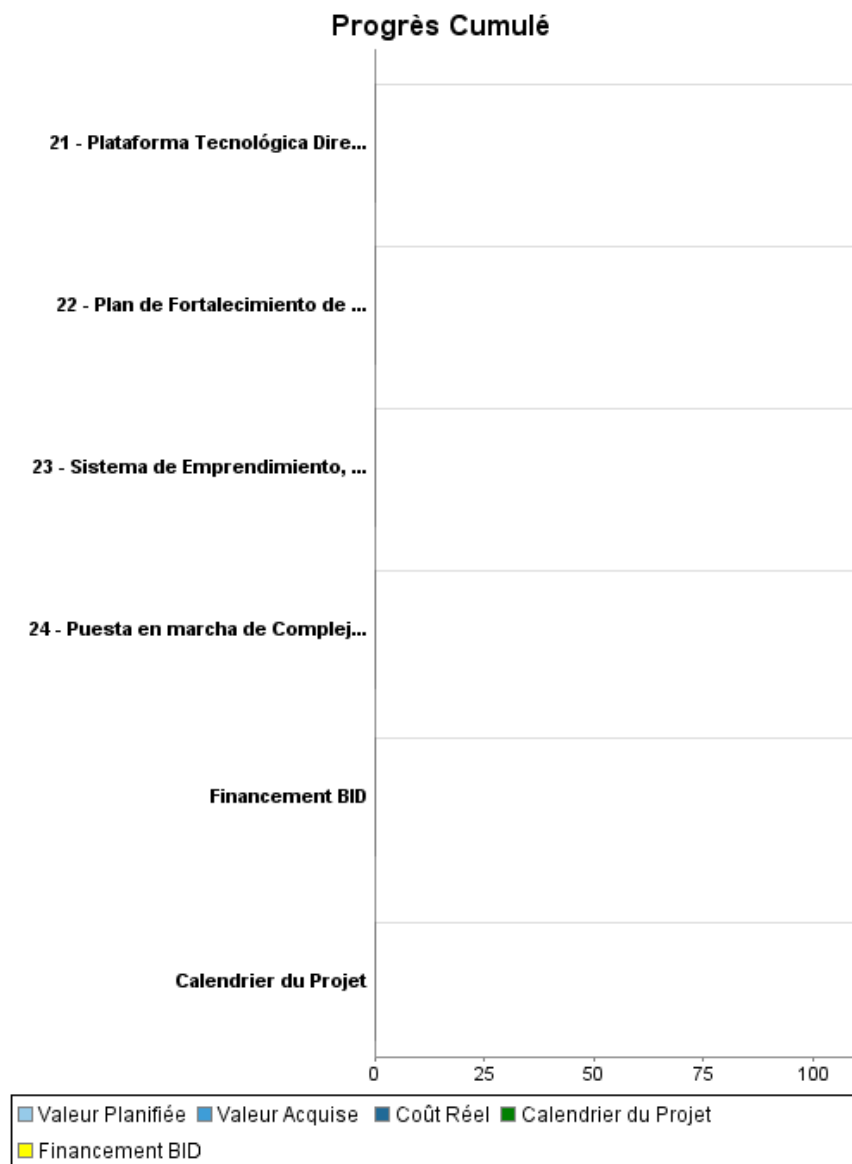 Progrès Cumulé
21 - Plataforma Tecnológica Dire...
22 - Plan de Fortalecimiento de ...
23 - Sistema de Emprendimiento, ...
24 - Puesta en marcha de Complej...
Financement BID
Calendrier du Projet
0 25 50 75 100
Valeur Planifiée Valeur Acquise Coût Réel Calendrier du Projet
Financement BID